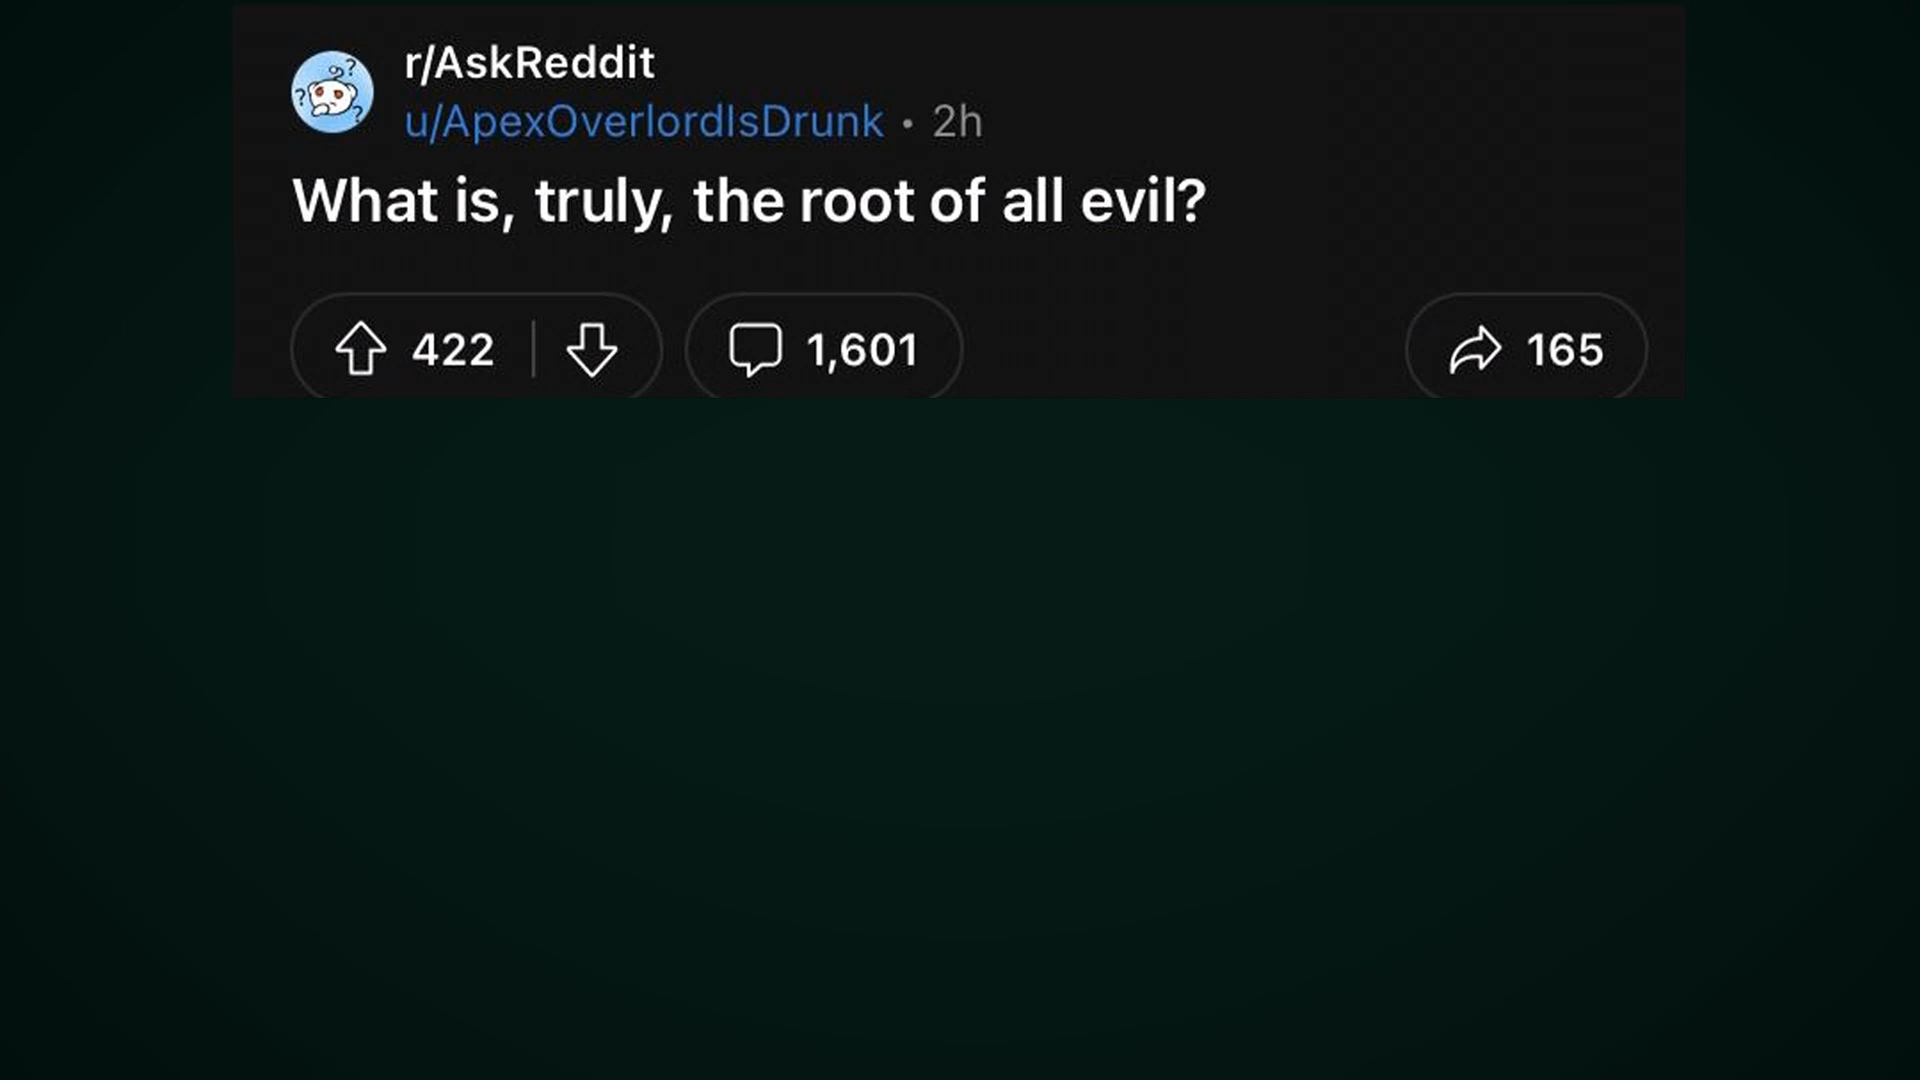 r/AskReddit
u/ApexOverlordIsDrunk • 2h
What is, truly, the root of all evil?
422 1,601 165